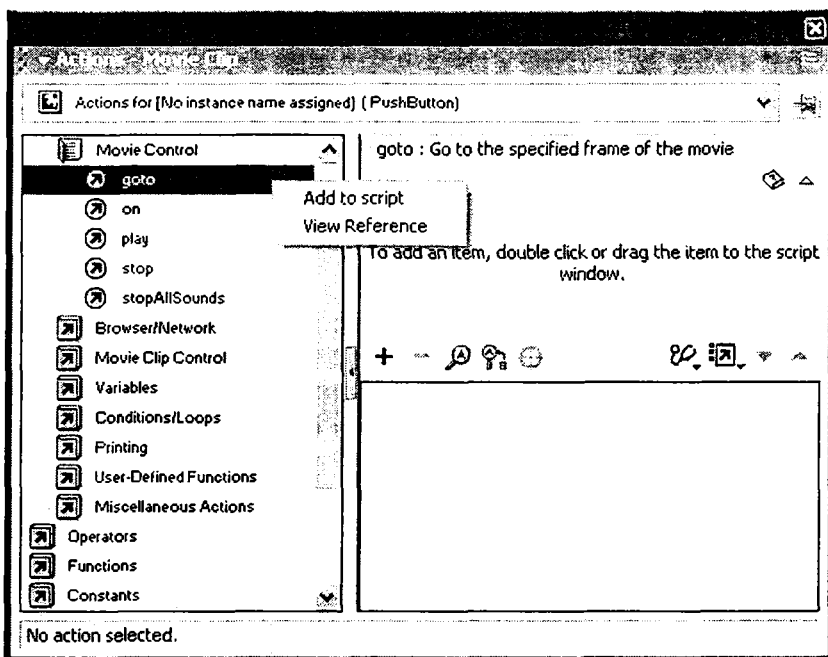 Actions - Movie Clip
Actions for [No instance name assigned] ( PushButton)
Movie Control
goto
on
play
stop
stopAllSounds
Browser/Network
Movie Clip Control
Variables
Conditions/Loops
Printing
User-Defined Functions
Miscellaneous Actions
Operators
Functions
Constants
Add to script
View Reference
goto : Go to the specified frame of the movie
To add an item, double click or drag the item to the script
window.
No action selected.